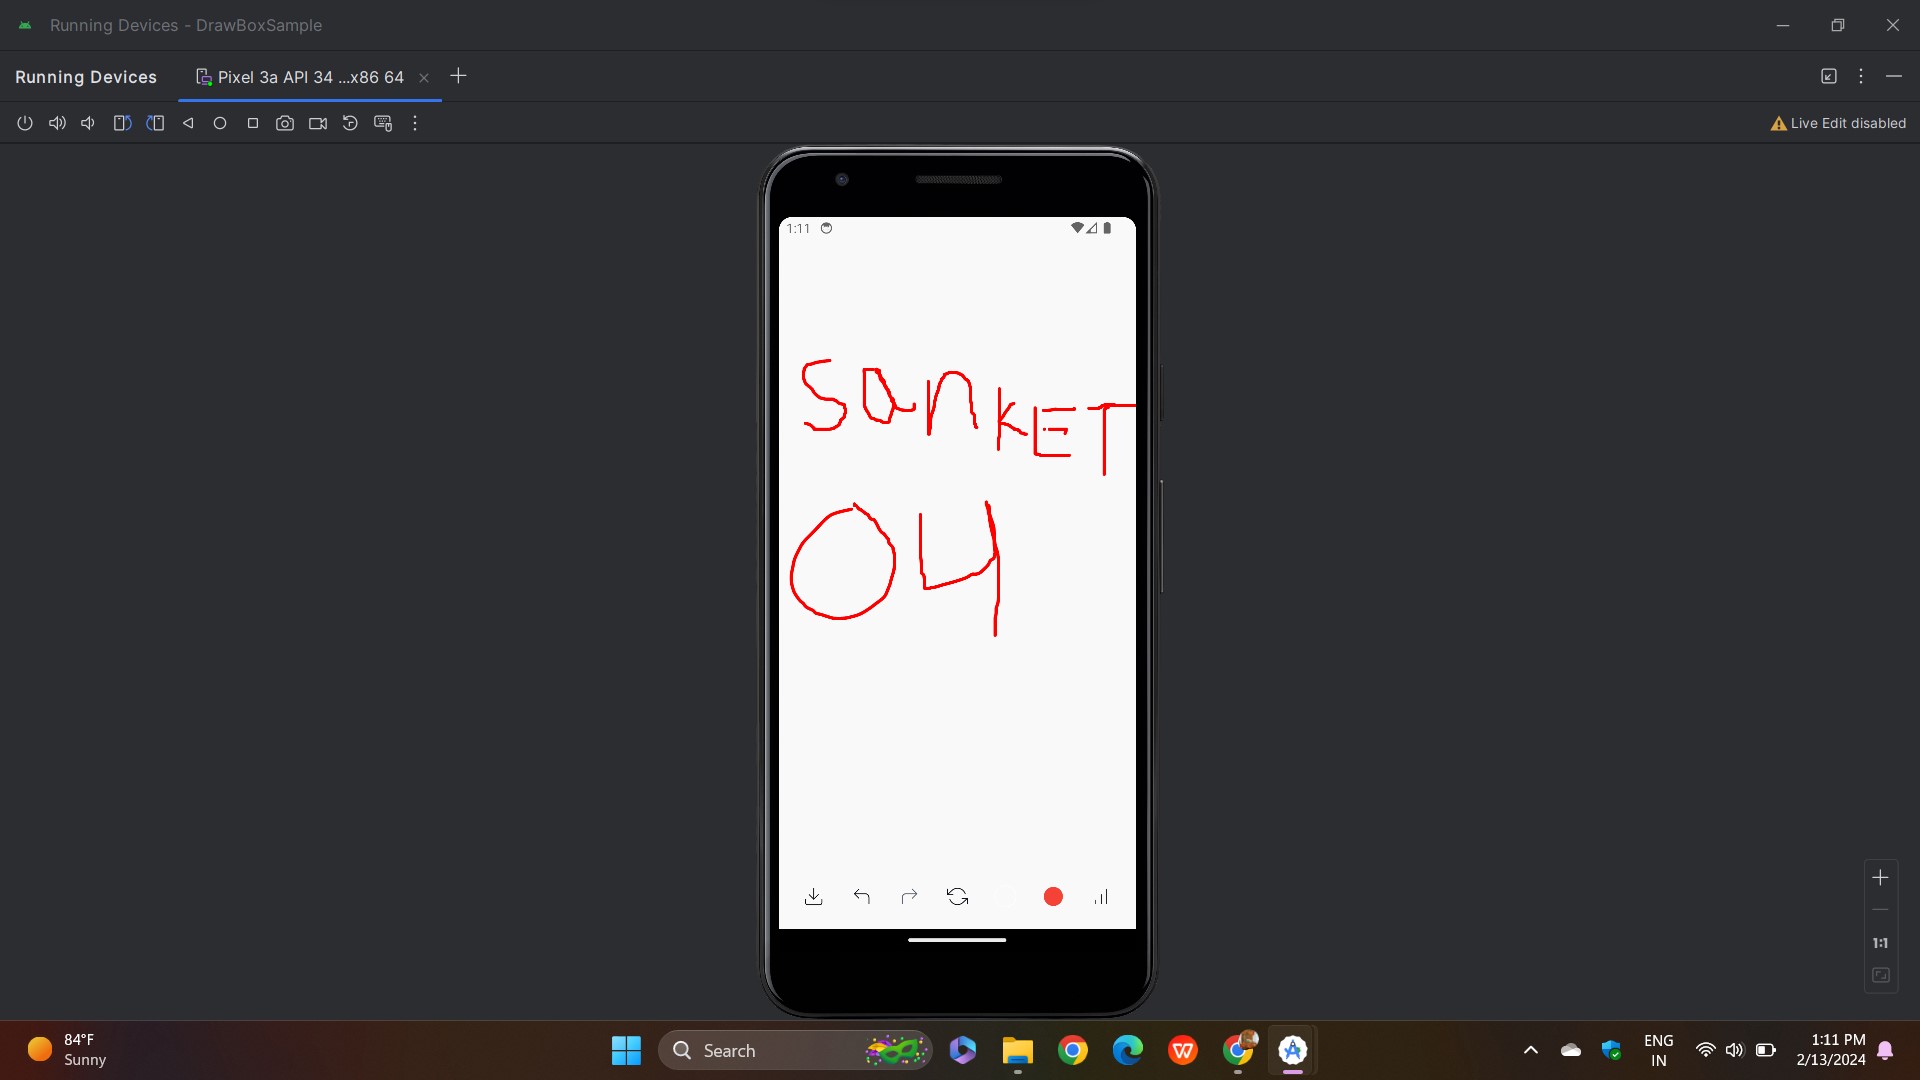 Running Devices - DrawBoxSample
Running Devices Pixel 3a API 34 ...x86 64
Live Edit disabled
1:11
sanKET
04
1:1
84°F
Sunny
Search
ENG
IN
1:11 PM
2/13/2024